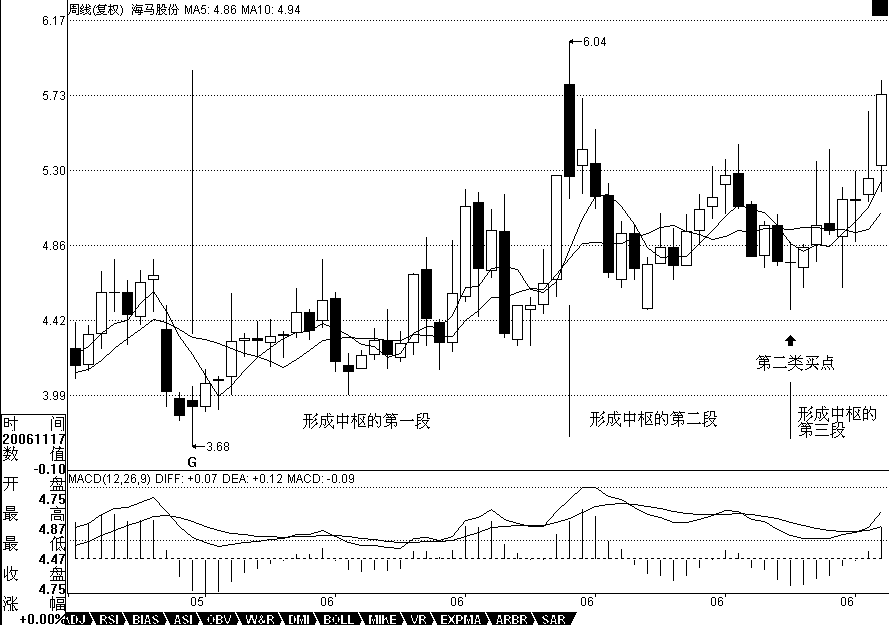 周线(复权) 海马股份 MA5: 4.86 MA10: 4.94
6.17
6.04
5.73
5.30
4.86
4.42
3.99
3.68
G
形成中枢的第一段
形成中枢的第二段
第二类买点
形成中枢的
第三段
时 间
20061117
数 值
-0.10
开 盘
4.75
最 高
4.87
最 低
4.47
收 盘
4.75
涨 幅
+0.00%
MACD(12,26,9) DIFF: +0.07 DEA: +0.12 MACD: -0.09
05 06 06 06 06 06
ADJ RSI BIAS ASI OBV W&R DMI BOLL MIKE VR EXPMA ARBR SAR